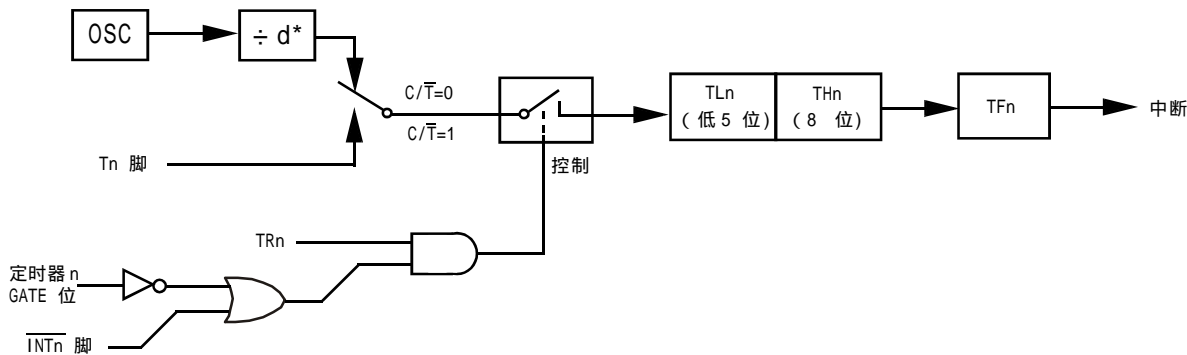 OSC
÷ d*
C/T̅=0
C/T̅=1
Tn 脚
控制
TLn
(低5 位)
THn
(8 位)
TFn
中断
TRn
定时器n
GATE 位
I̅N̅T̅n̅ 脚